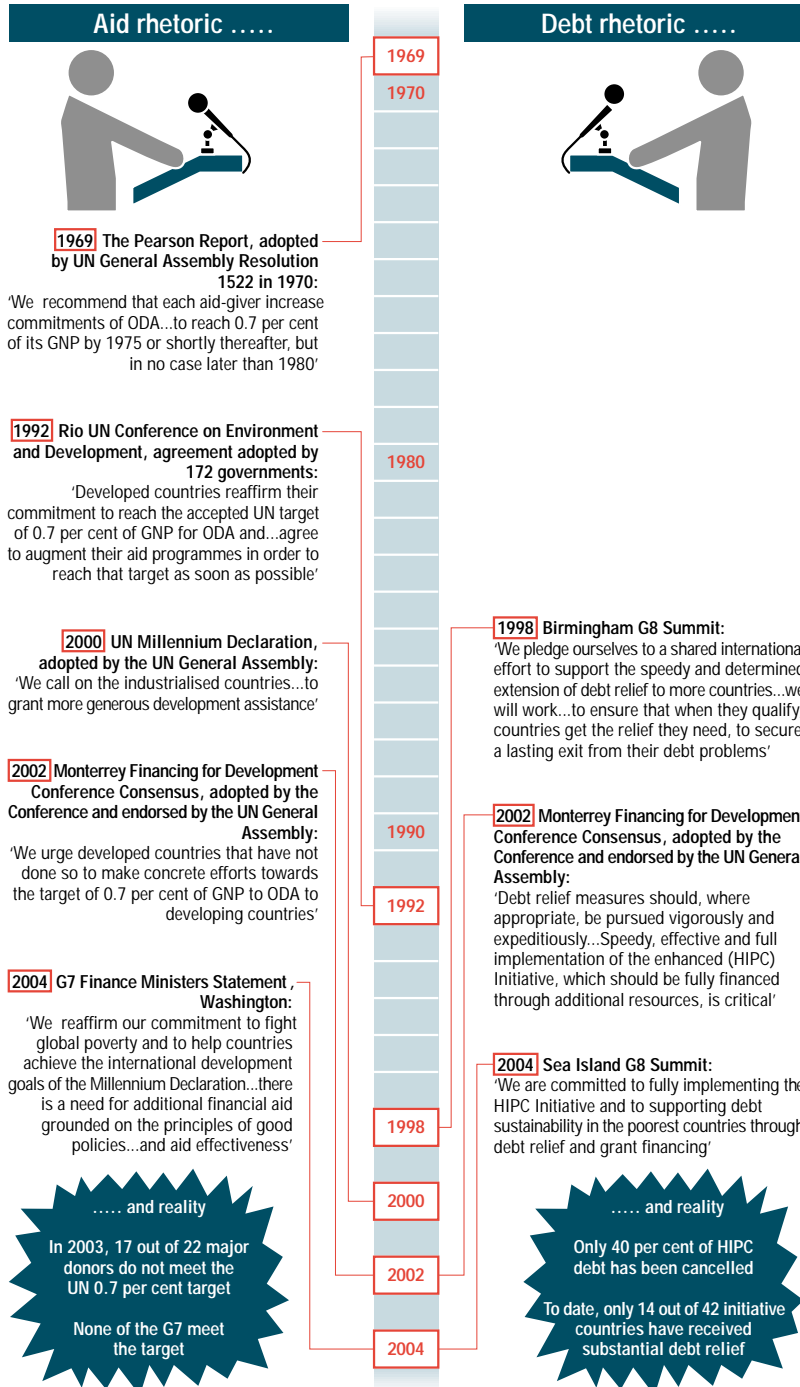 Aid rhetoric .....
1969 The Pearson Report, adopted
by UN General Assembly Resolution
1522 in 1970:
‘We recommend that each aid-giver increase
commitments of ODA...to reach 0.7 per cent
of its GNP by 1975 or shortly thereafter, but
in no case later than 1980’
1992 Rio UN Conference on Environment
and Development, agreement adopted by
172 governments:
‘Developed countries reaffirm their
commitment to reach the accepted UN target
of 0.7 per cent of GNP for ODA and...agree
to augment their aid programmes in order to
reach that target as soon as possible’
2000 UN Millennium Declaration,
adopted by the UN General Assembly:
‘We call on the industrialised countries...to
grant more generous development assistance’
2002 Monterrey Financing for Development
Conference Consensus, adopted by the
Conference and endorsed by the UN General
Assembly:
‘We urge developed countries that have not
done so to make concrete efforts towards
the target of 0.7 per cent of GNP to ODA to
developing countries’
2004 G7 Finance Ministers Statement ,
Washington:
‘We reaffirm our commitment to fight
global poverty and to help countries
achieve the international development
goals of the Millennium Declaration...there
is a need for additional financial aid
grounded on the principles of good
policies...and aid effectiveness’
..... and reality
In 2003, 17 out of 22 major
donors do not meet the
UN 0.7 per cent target
None of the G7 meet
the target
1969
1970
1980
1990
1992
1998
2000
2002
2004
Debt rhetoric .....
1998 Birmingham G8 Summit:
‘We pledge ourselves to a shared internationa
effort to support the speedy and determined
extension of debt relief to more countries...we
will work...to ensure that when they qualify,
countries get the relief they need, to secure
a lasting exit from their debt problems’
2002 Monterrey Financing for Development
Conference Consensus, adopted by the
Conference and endorsed by the UN General
Assembly:
‘Debt relief measures should, where
appropriate, be pursued vigorously and
expeditiously...Speedy, effective and full
implementation of the enhanced (HIPC)
Initiative, which should be fully financed
through additional resources, is critical’
2004 Sea Island G8 Summit:
‘We are committed to fully implementing the
HIPC Initiative and to supporting debt
sustainability in the poorest countries through
debt relief and grant financing’
..... and reality
Only 40 per cent of HIPC
debt has been cancelled
To date, only 14 out of 42 initiative
countries have received
substantial debt relief